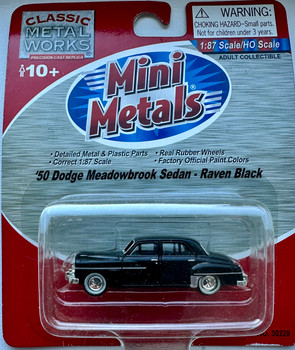 CLASSIC
METAL
WORKS
PRECISION CAST REPLICA
AGE 10+
WARNING:
CHOKING HAZARD-Small parts.
Not for children under 3 years.
1:87 Scale/HO Scale
ADULT COLLECTIBLE
Mini
Metals®
•Detailed Metal & Plastic Parts
•Correct 1:87 Scale
•Real Rubber Wheels
•Factory Official Paint Colors
'50 Dodge Meadowbrook Sedan - Raven Black